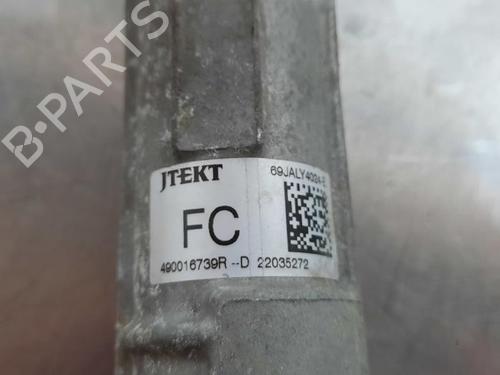 B-PARTS
JTEKT
69JALY4024-E
FC
490016739R --D 22035272